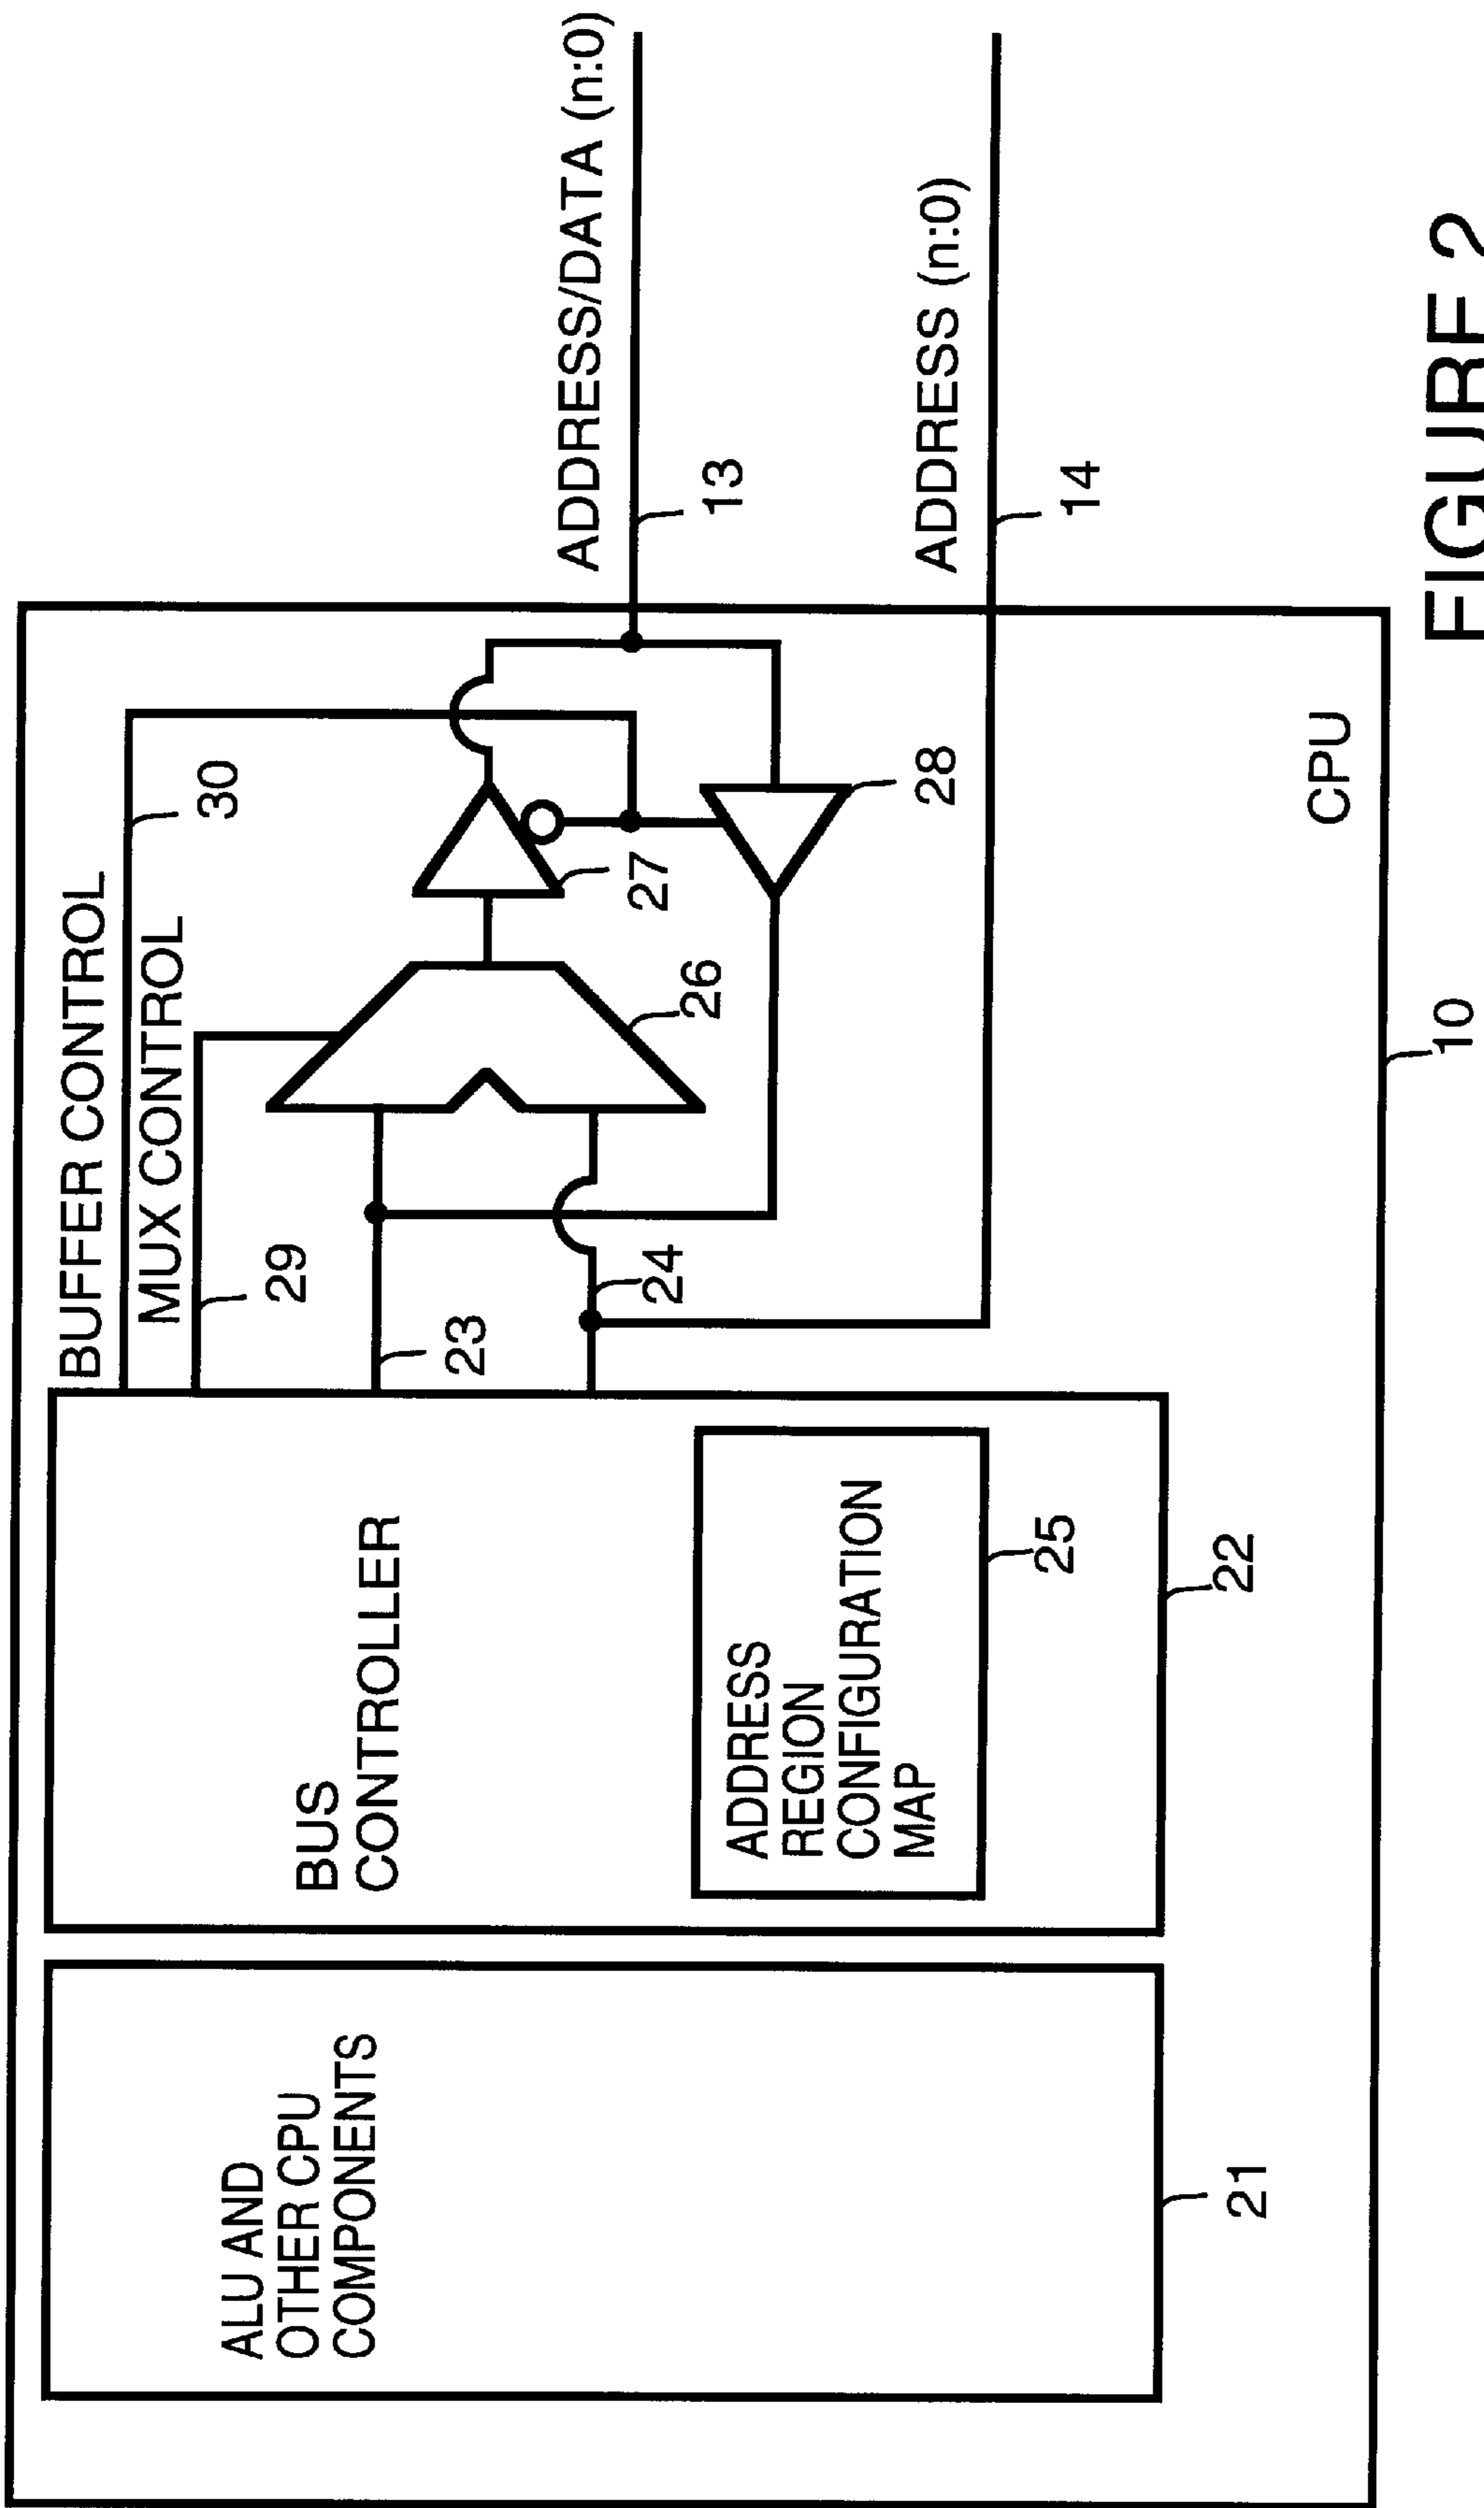 BUFFER CONTROL
MUX CONTROL
30
29
ALU AND
OTHER CPU
COMPONENTS
BUS
CONTROLLER
23
24
26
27
28
ADDRESS/DATA (n:0)
13
ADDRESS (n:0)
14
ADDRESS
REGION
CONFIGURATION
MAP
25
22
21
CPU
10
FIGURE 2